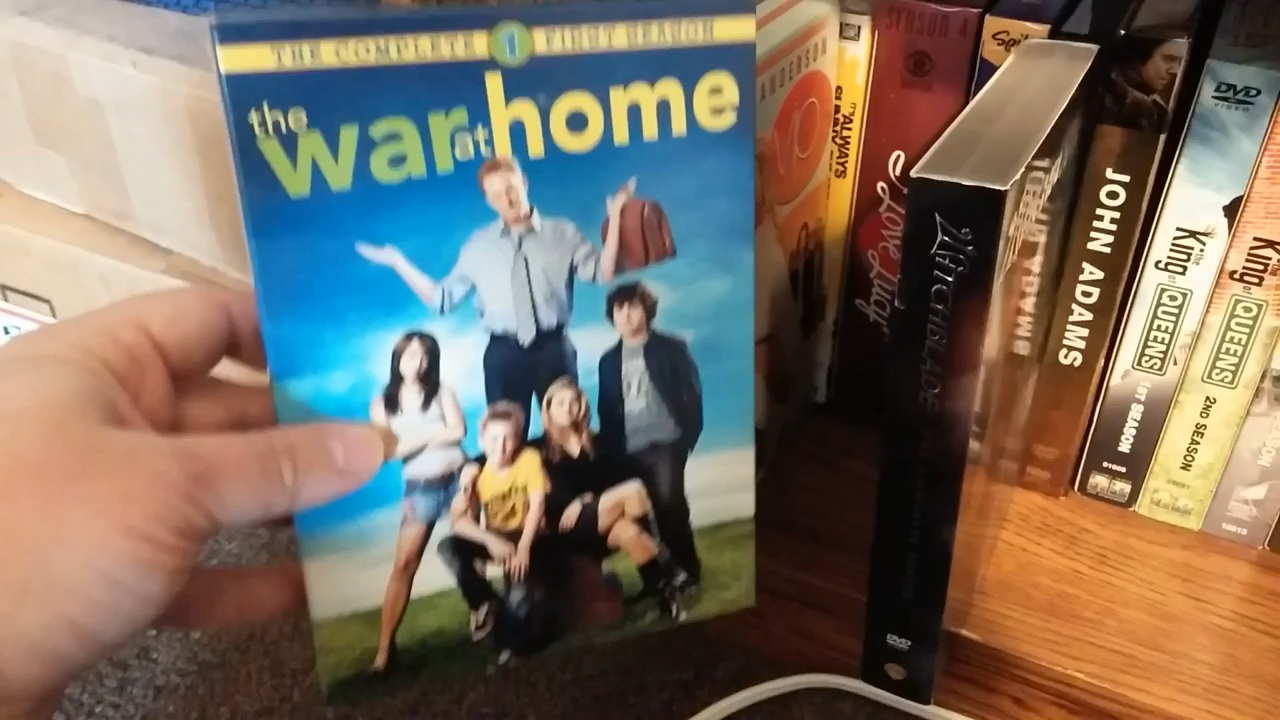 THE COMPLETE 1 FIRST SEASON
the
war at home
ANDERSON
ALWAYS
SEASON 4
I Love Lucy
WITCHBLADE
DVD
JOHN ADAMS
DVD
VIDEO
the
King of
QUEENS
1ST SEASON
the
King of
QUEENS
2ND SEASON